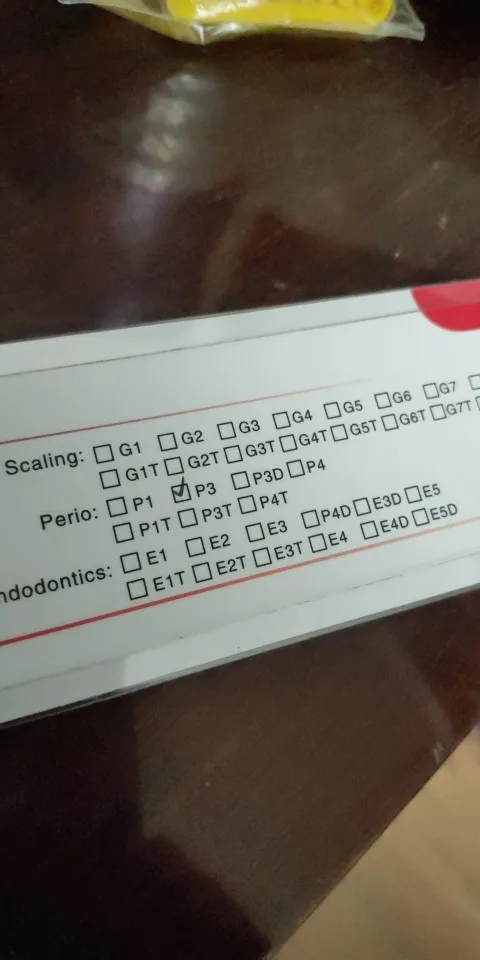 Scaling: ☐ G1 ☐ G2 ☐ G3 ☐ G4 ☐ G5 ☐ G6 ☐ G7 ☐
☐ G1T ☐ G2T ☐ G3T ☐ G4T ☐ G5T ☐ G6T ☐ G7T ☐
Perio: ☐ P1 ☑ P3 ☐ P3D ☐ P4
☐ P1T ☐ P3T ☐ P4T
ndodontics: ☐ E1 ☐ E2 ☐ E3 ☐ P4D ☐ E3D ☐ E5
☐ E1T ☐ E2T ☐ E3T ☐ E4 ☐ E4D ☐ E5D